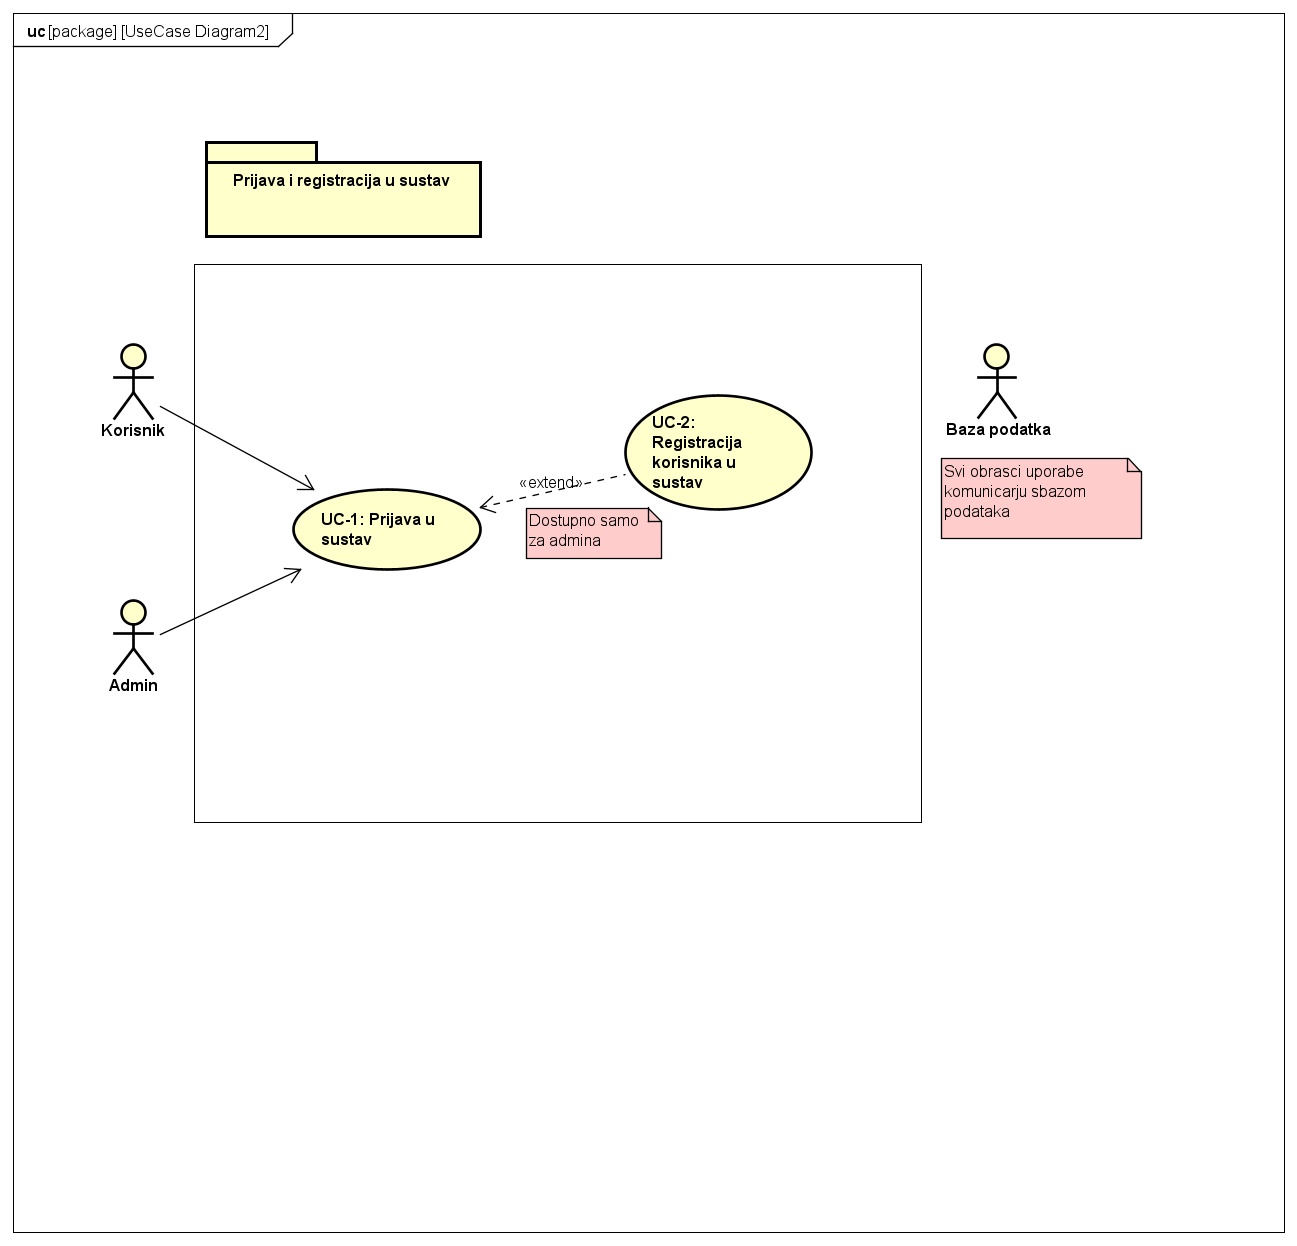 uc [package] [UseCase Diagram2]
Prijava i registracija u sustav
Korisnik
Admin
UC-1: Prijava u
sustav
«extend»
UC-2:
Registracija
korisnika u
sustav
Dostupno samo
za admina
Baza podatka
Svi obrasci uporabe
komunicarju sbazom
podataka